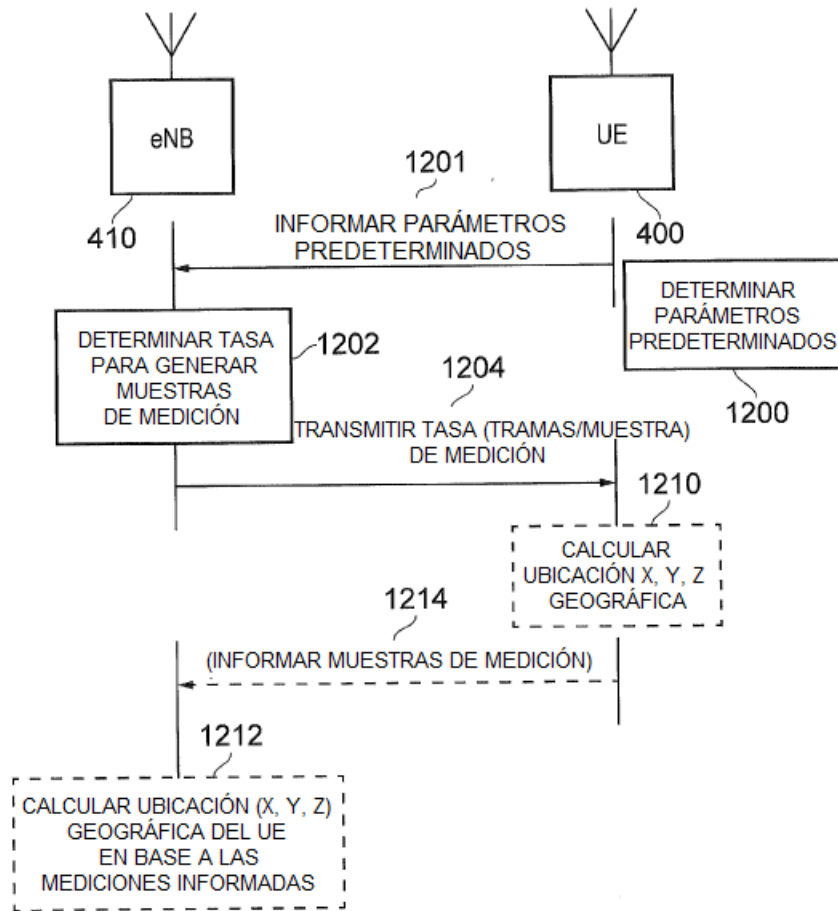 eNB
UE
410
400
1201
INFORMAR PARÁMETROS
PREDETERMINADOS
DETERMINAR
PARÁMETROS
PREDETERMINADOS
1200
DETERMINAR TASA
PARA GENERAR
MUESTRAS
DE MEDICIÓN
1202
1204
TRANSMITIR TASA (TRAMAS/MUESTRA)
DE MEDICIÓN
1210
CALCULAR
UBICACIÓN X, Y, Z
GEOGRÁFICA
1214
(INFORMAR MUESTRAS DE MEDICIÓN)
1212
CALCULAR UBICACIÓN (X, Y, Z)
GEOGRÁFICA DEL UE
EN BASE A LAS
MEDICIONES INFORMADAS